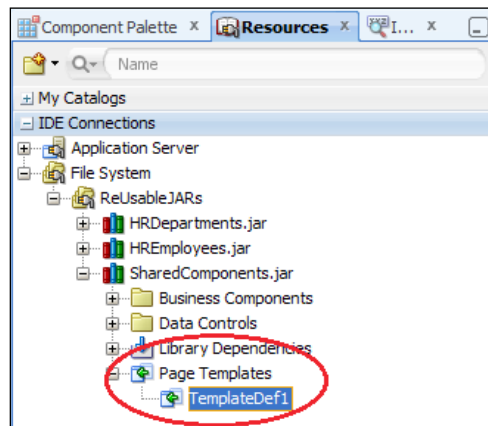 Component Palette x Resources x I... x
Name
My Catalogs
IDE Connections
Application Server
File System
ReUsableJARs
HRDepartments.jar
HREmployees.jar
SharedComponents.jar
Business Components
Data Controls
Library Dependencies
Page Templates
TemplateDef1